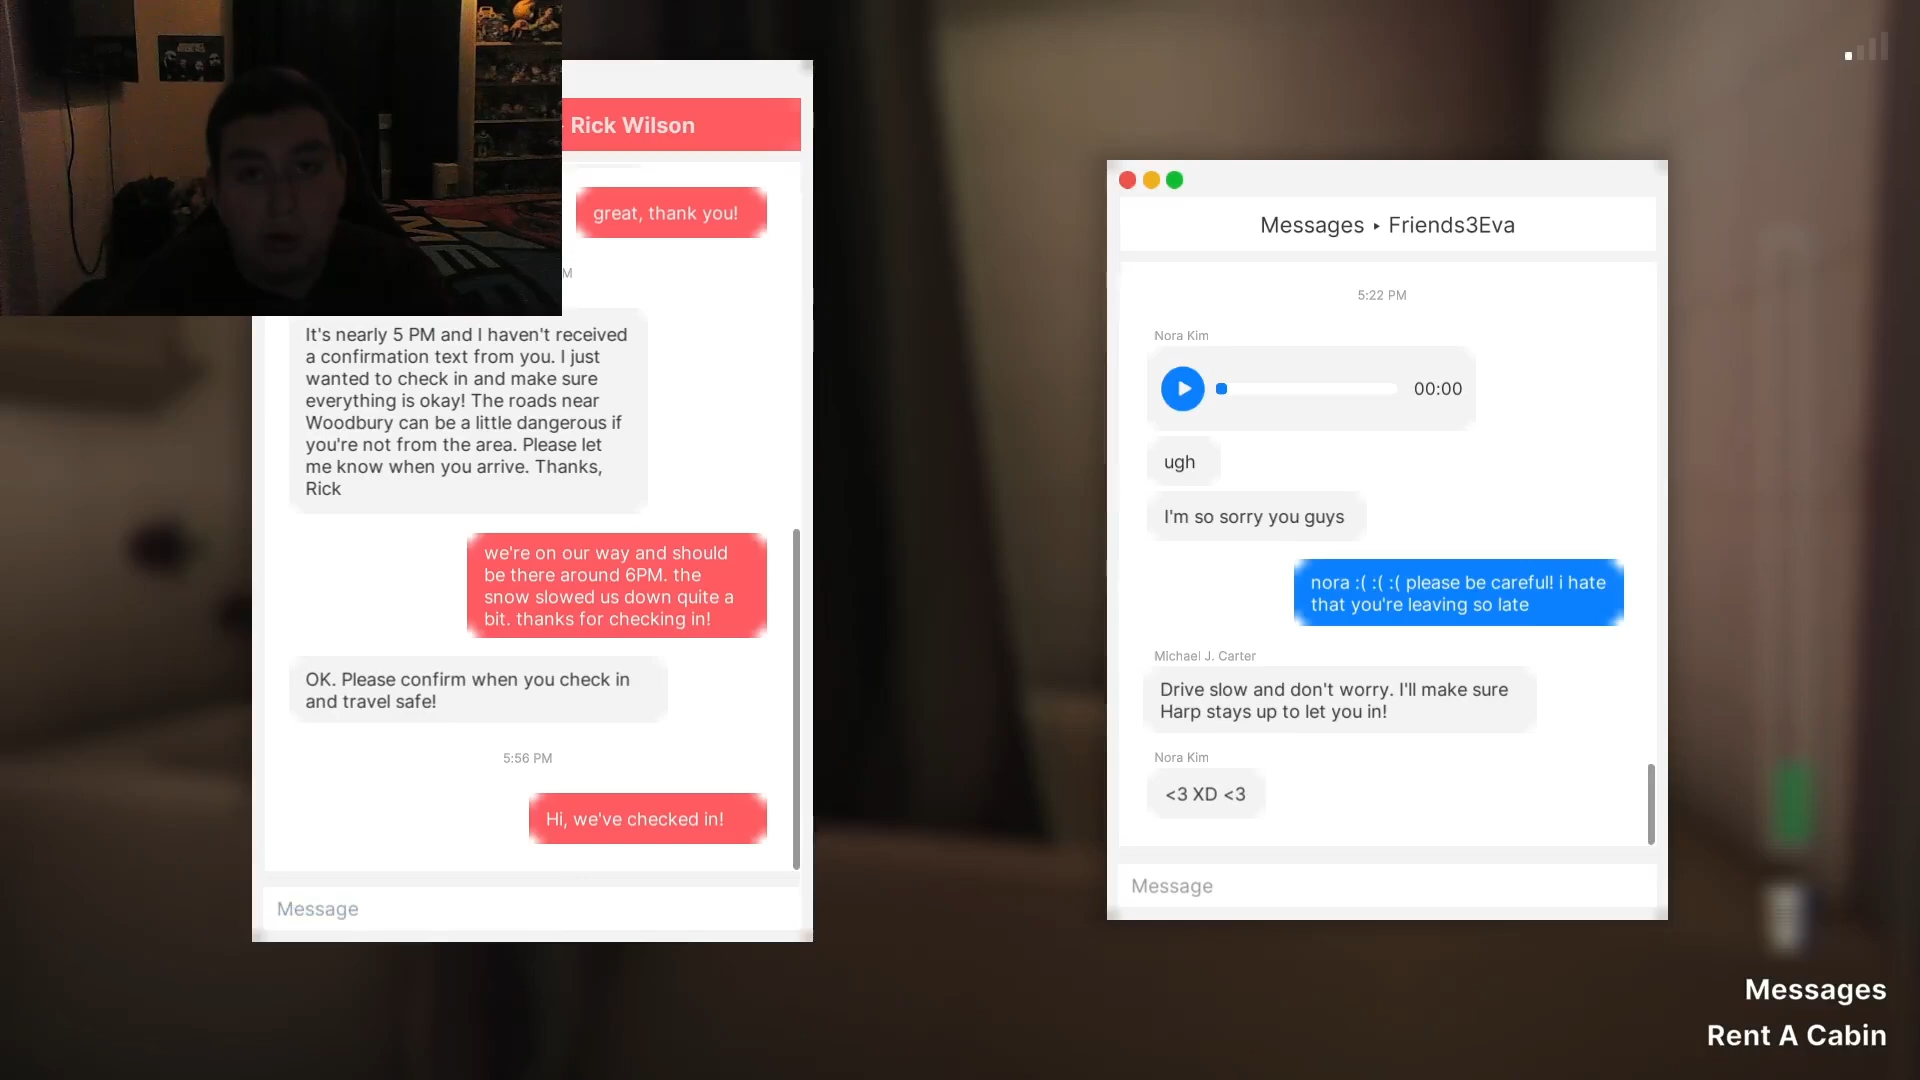 Rick Wilson
great, thank you!
M
It's nearly 5 PM and I haven't received
a confirmation text from you. I just
wanted to check in and make sure
everything is okay! The roads near
Woodbury can be a little dangerous if
you're not from the area. Please let
me know when you arrive. Thanks,
Rick
we're on our way and should
be there around 6PM. the
snow slowed us down quite a
bit. thanks for checking in!
OK. Please confirm when you check in
and travel safe!
5:56 PM
Hi, we've checked in!
Message
Messages ‣ Friends3Eva
5:22 PM
Nora Kim
00:00
ugh
I'm so sorry you guys
nora :( :( :( please be careful! i hate
that you're leaving so late
Michael J. Carter
Drive slow and don't worry. I'll make sure
Harp stays up to let you in!
Nora Kim
<3 XD <3
Message
Messages
Rent A Cabin